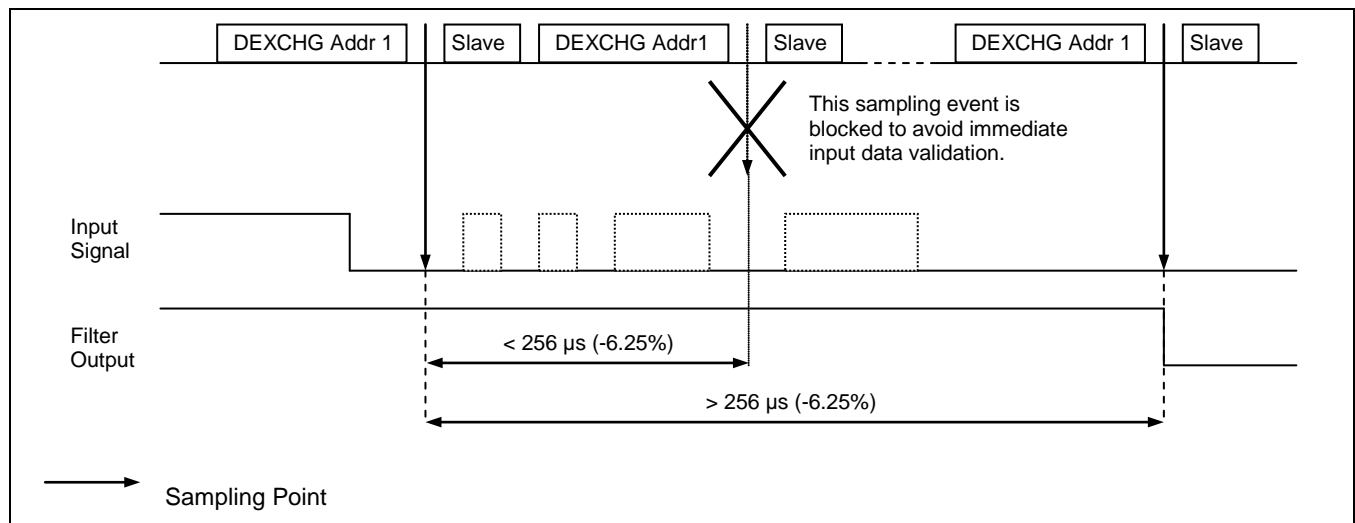 DEXCHG Addr 1 Slave DEXCHG Addr1 Slave DEXCHG Addr 1 Slave
This sampling event is
blocked to avoid immediate
input data validation.
Input
Signal
Filter
Output
< 256 µs (-6.25%)
> 256 µs (-6.25%)
Sampling Point